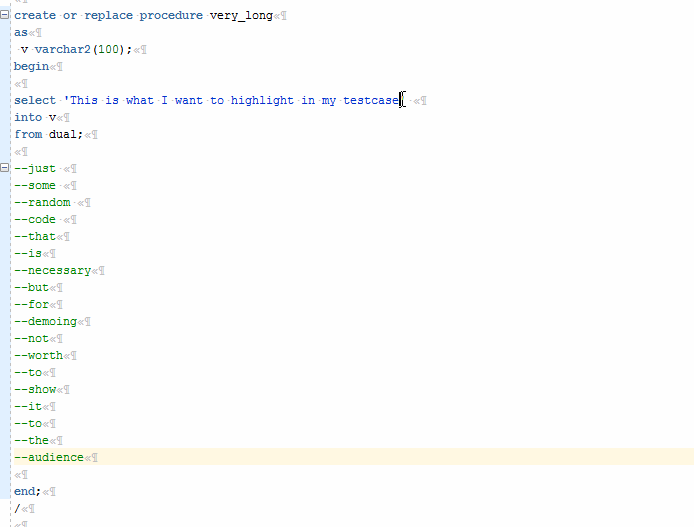 create or replace procedure very_long
as
 v varchar2(100);
begin

select 'This is what I want to highlight in my testcase'
into v
from dual;

--just
--some
--random
--code
--that
--is
--necessary
--but
--for
--demoing
--not
--worth
--to
--show
--it
--to
--the
--audience

end;
/